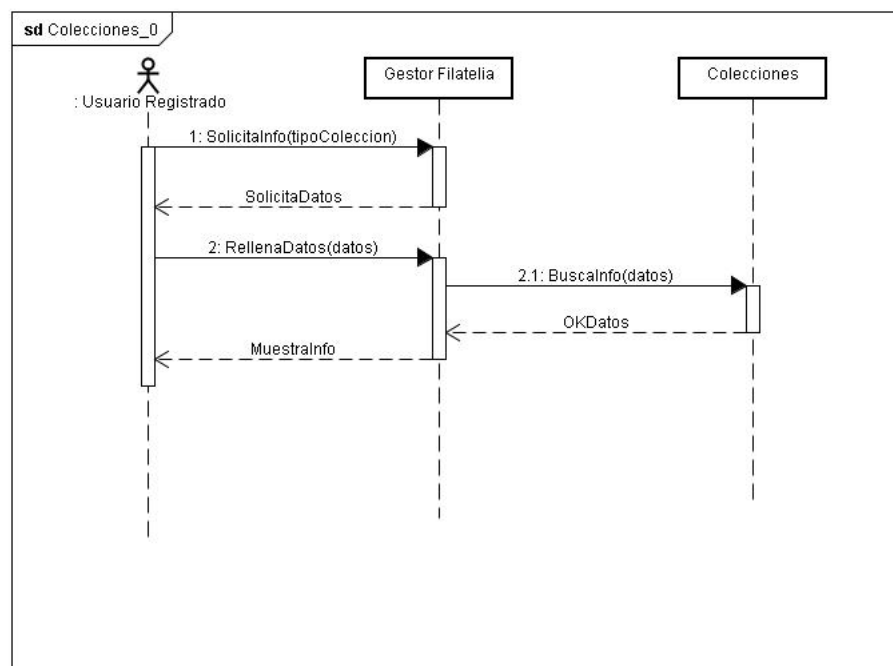 sd Colecciones_0
Gestor Filatelia
Colecciones
: Usuario Registrado
1: SolicitaInfo(tipoColeccion)
SolicitaDatos
2: RellenaDatos(datos)
2.1: BuscaInfo(datos)
OKDatos
MuestraInfo